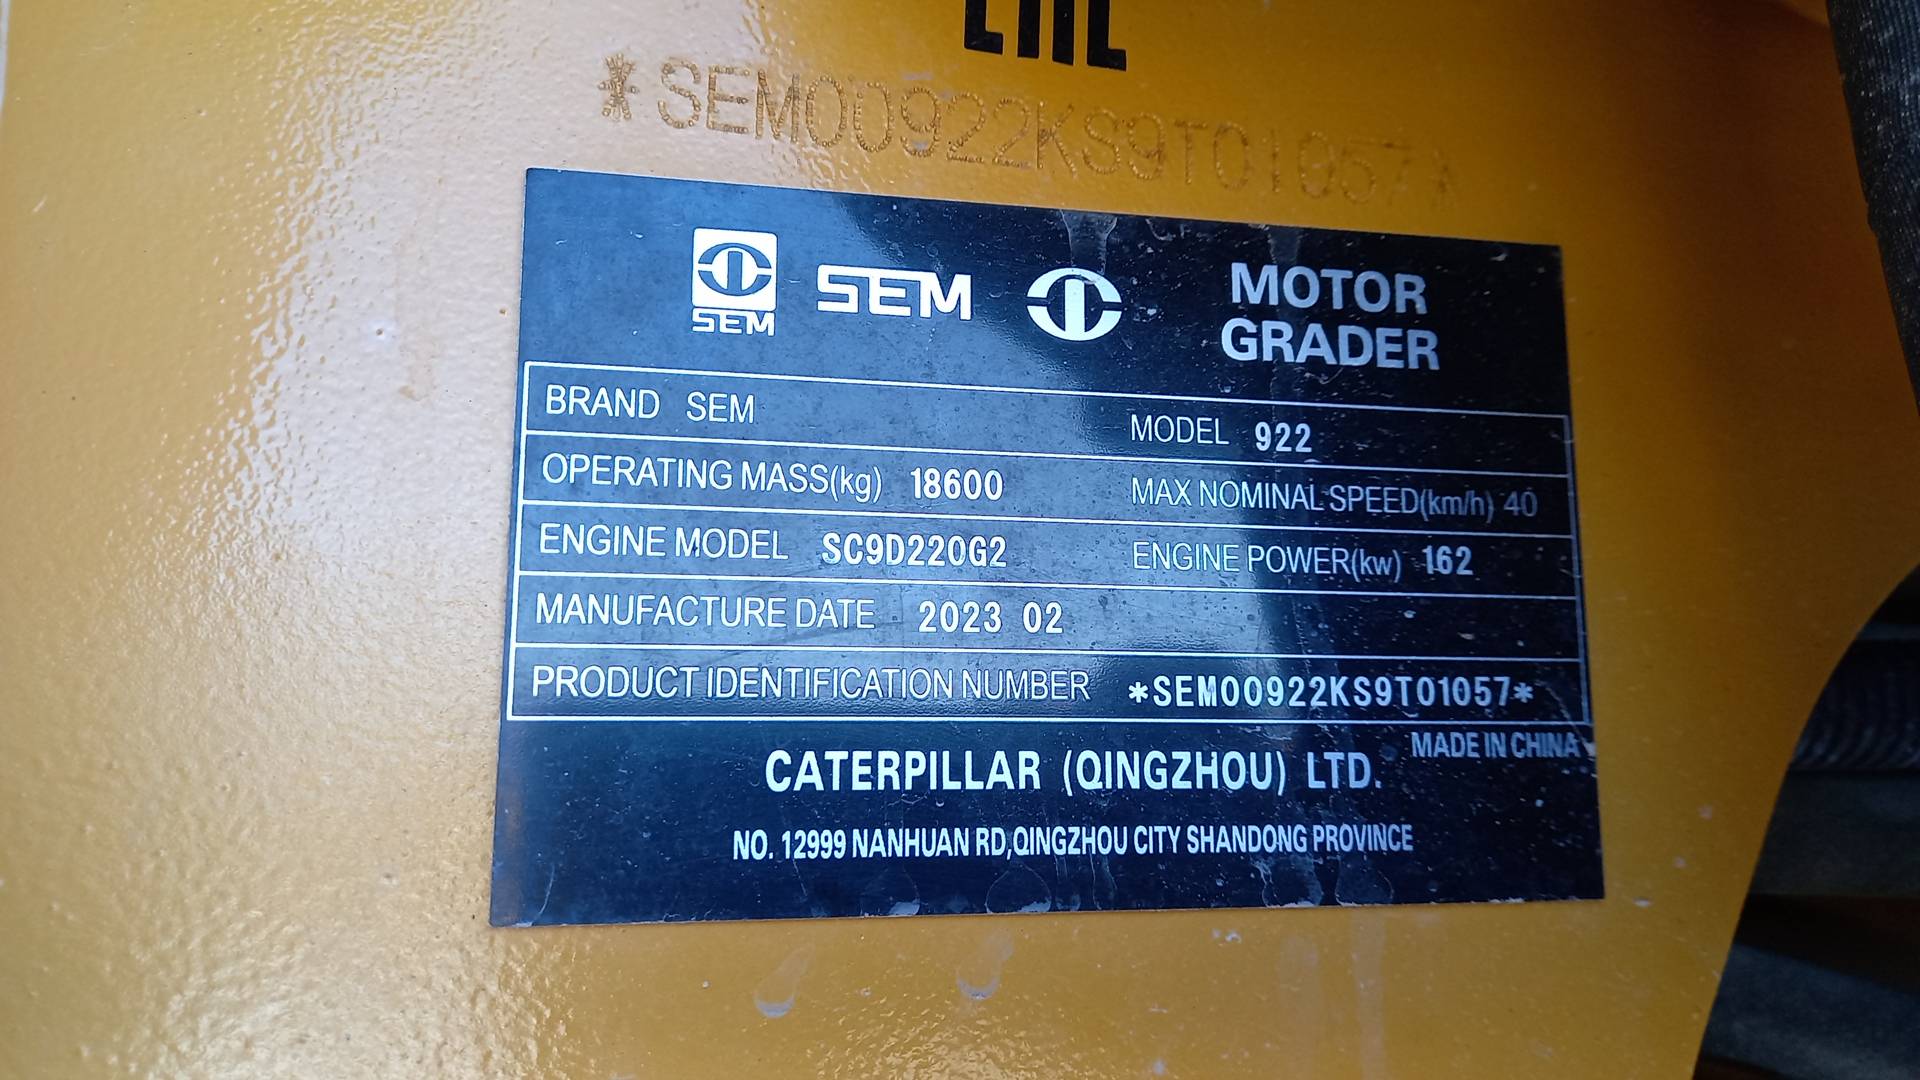 EAC
*SEM00922KS9T01057*
SEM
SEM
MOTOR
GRADER
BRAND SEM
MODEL 922
OPERATING MASS(kg) 18600
MAX NOMINAL SPEED(km/h) 40
ENGINE MODEL SC9D220G2
ENGINE POWER(kw) 162
MANUFACTURE DATE 2023 02
PRODUCT IDENTIFICATION NUMBER *SEM00922KS9T01057*
MADE IN CHINA
CATERPILLAR (QINGZHOU) LTD.
NO. 12999 NANHUAN RD,QINGZHOU CITY SHANDONG PROVINCE